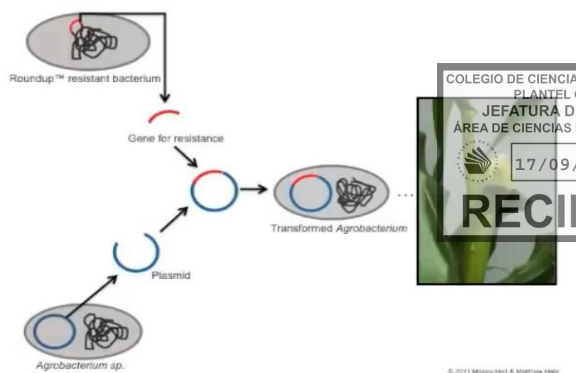 Roundup™ resistant bacterium
Gene for resistance
Transformed Agrobacterium
Plasmid
Agrobacterium sp.
COLEGIO DE CIENCIA
PLANTEL
JEFATURA D
ÁREA DE CIENCIAS
17/09/
RECI
© 2011